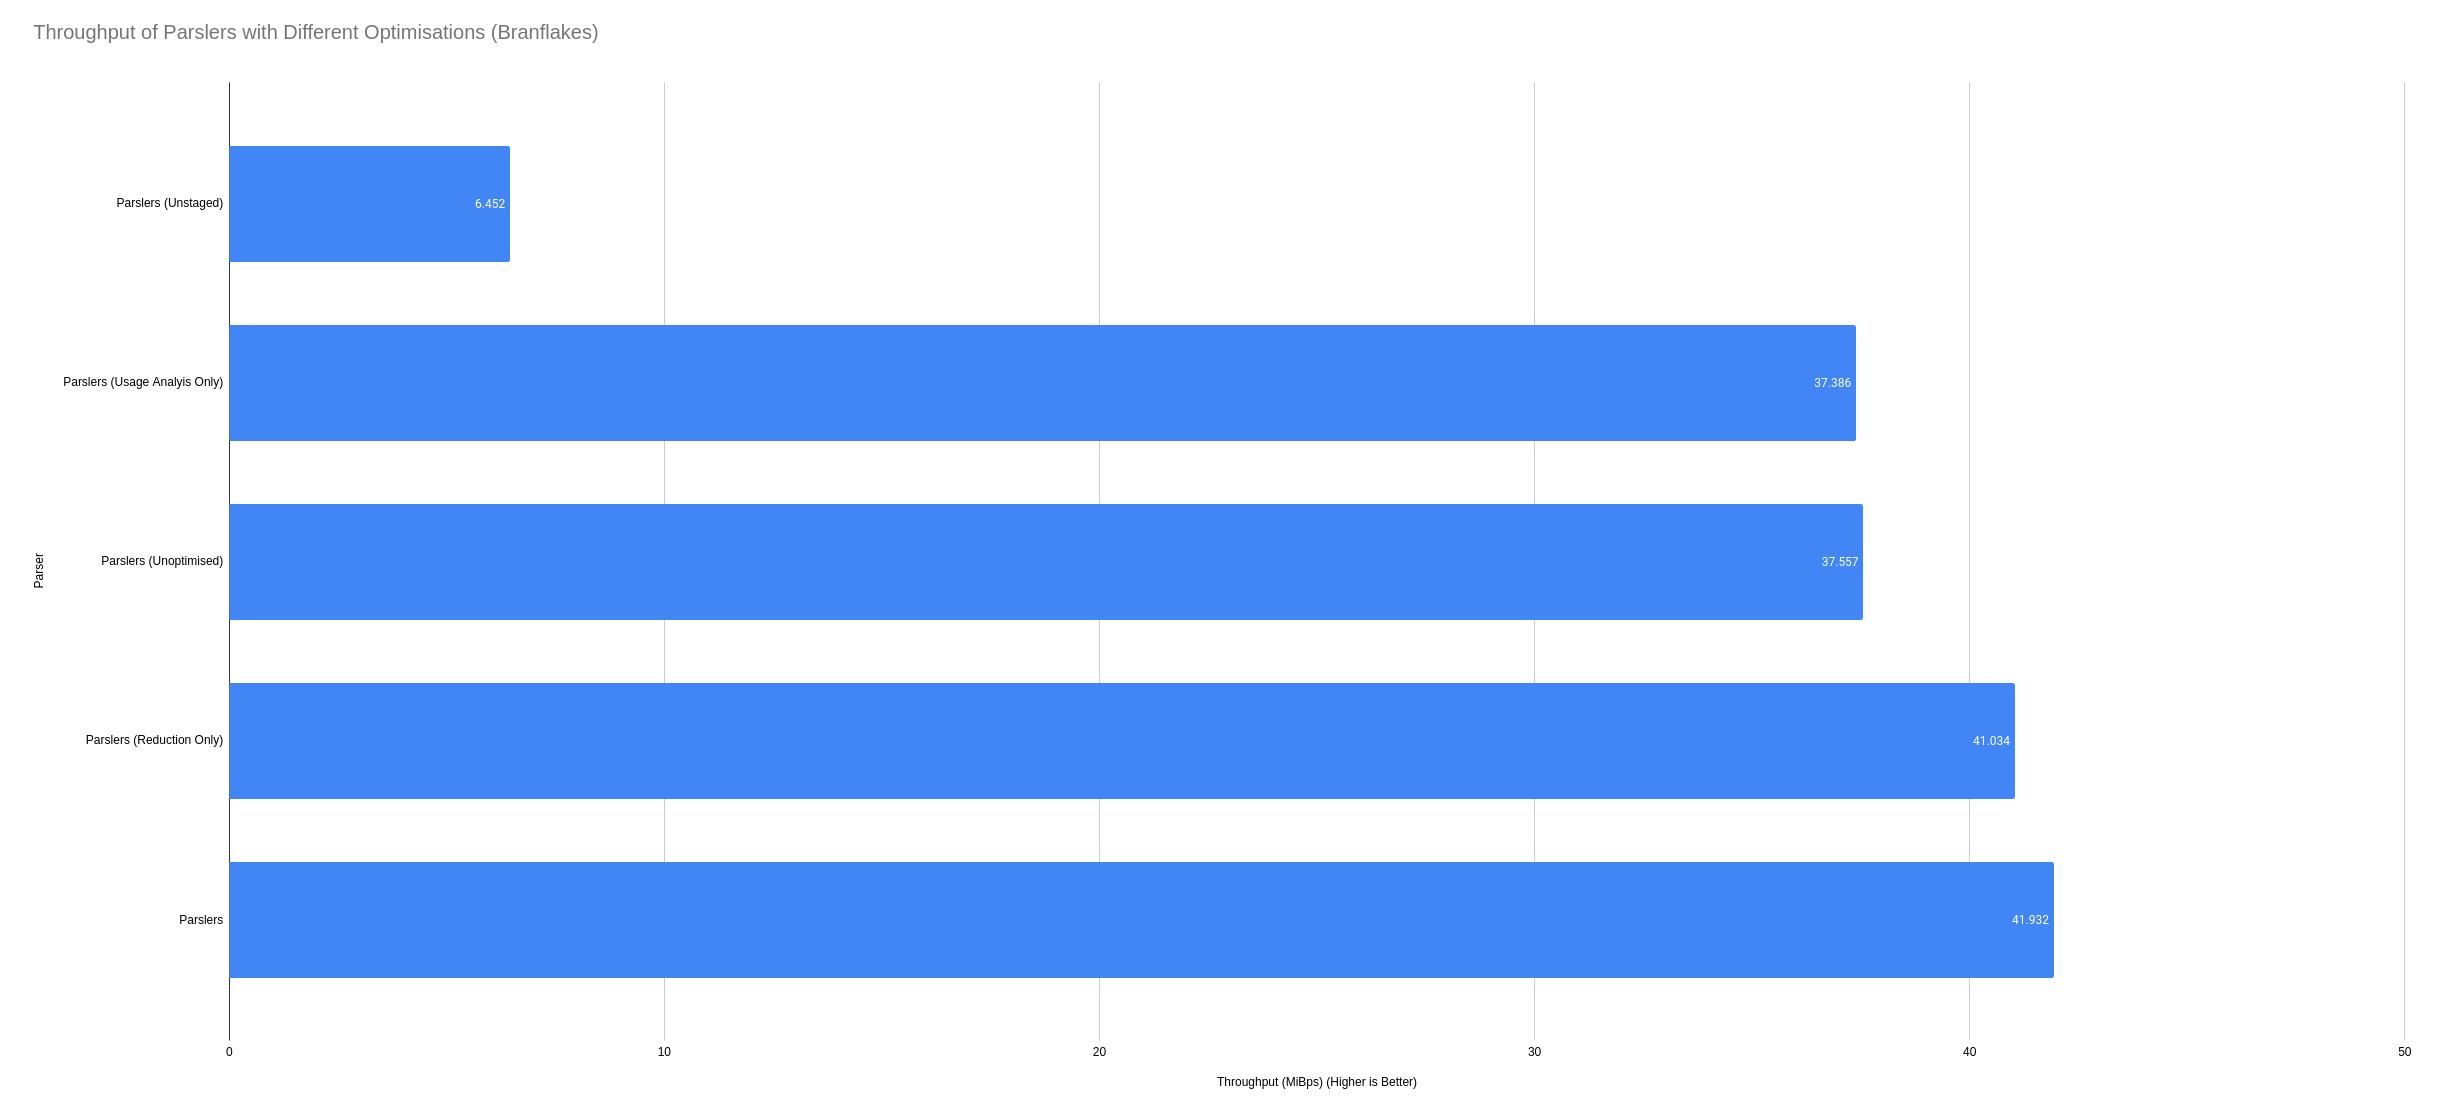 Throughput of Parslers with Different Optimisations (Branflakes)
Parser
Parslers (Unstaged)
6.452
Parslers (Usage Analyis Only)
37.386
Parslers (Unoptimised)
37.557
Parslers (Reduction Only)
41.034
Parslers
41.932
0 10 20 30 40 50
Throughput (MiBps) (Higher is Better)